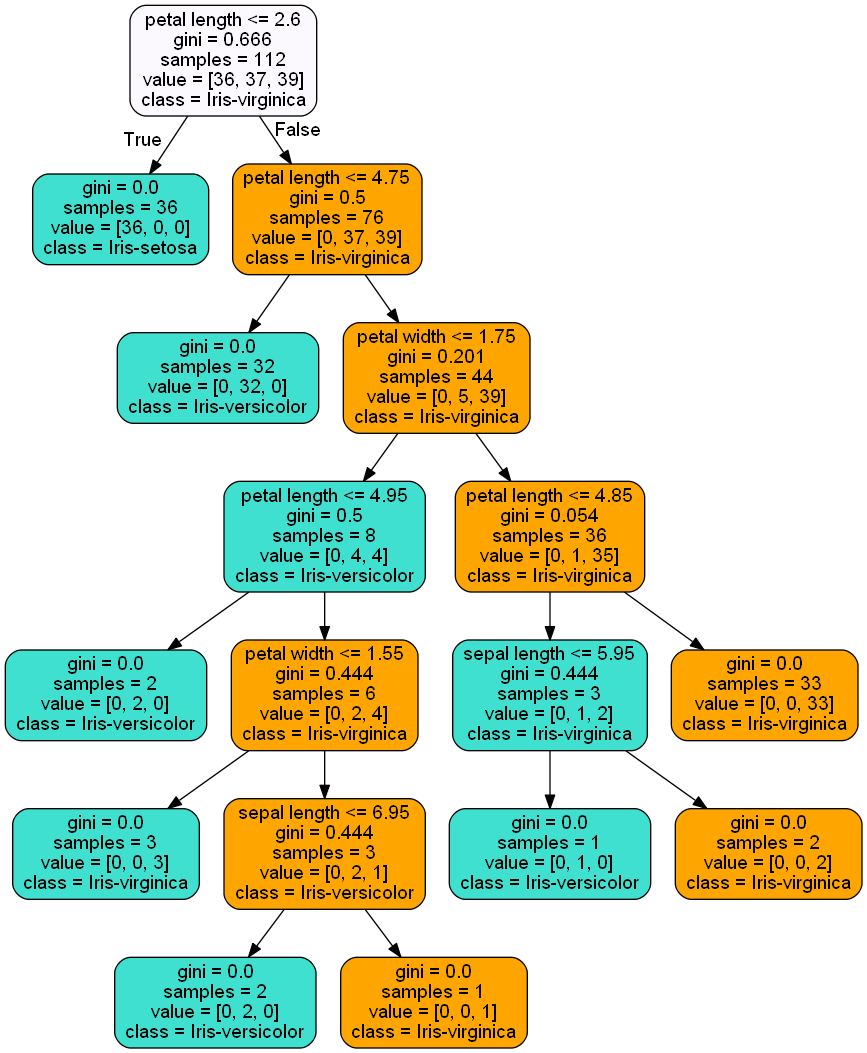 petal length <= 2.6
gini = 0.666
samples = 112
value = [36, 37, 39]
class = Iris-virginica
True
False
gini = 0.0
samples = 36
value = [36, 0, 0]
class = Iris-setosa
petal length <= 4.75
gini = 0.5
samples = 76
value = [0, 37, 39]
class = Iris-virginica
gini = 0.0
samples = 32
value = [0, 32, 0]
class = Iris-versicolor
petal width <= 1.75
gini = 0.201
samples = 44
value = [0, 5, 39]
class = Iris-virginica
petal length <= 4.95
gini = 0.5
samples = 8
value = [0, 4, 4]
class = Iris-versicolor
petal length <= 4.85
gini = 0.054
samples = 36
value = [0, 1, 35]
class = Iris-virginica
gini = 0.0
samples = 2
value = [0, 2, 0]
class = Iris-versicolor
petal width <= 1.55
gini = 0.444
samples = 6
value = [0, 2, 4]
class = Iris-virginica
sepal length <= 5.95
gini = 0.444
samples = 3
value = [0, 1, 2]
class = Iris-virginica
gini = 0.0
samples = 33
value = [0, 0, 33]
class = Iris-virginica
gini = 0.0
samples = 3
value = [0, 0, 3]
class = Iris-virginica
sepal length <= 6.95
gini = 0.444
samples = 3
value = [0, 2, 1]
class = Iris-versicolor
gini = 0.0
samples = 1
value = [0, 1, 0]
class = Iris-versicolor
gini = 0.0
samples = 2
value = [0, 0, 2]
class = Iris-virginica
gini = 0.0
samples = 2
value = [0, 2, 0]
class = Iris-versicolor
gini = 0.0
samples = 1
value = [0, 0, 1]
class = Iris-virginica